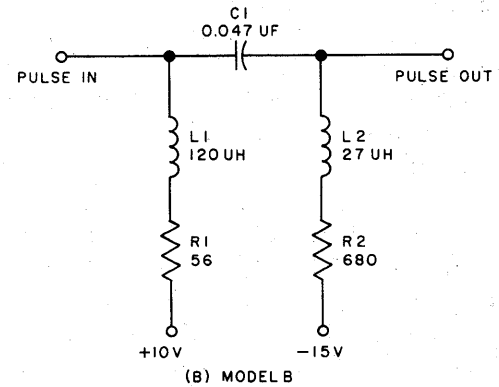 C1
0.047 UF
PULSE IN
PULSE OUT
L1
120 UH
L2
27 UH
R1
56
R2
680
+10V
-15V
(B) MODEL B